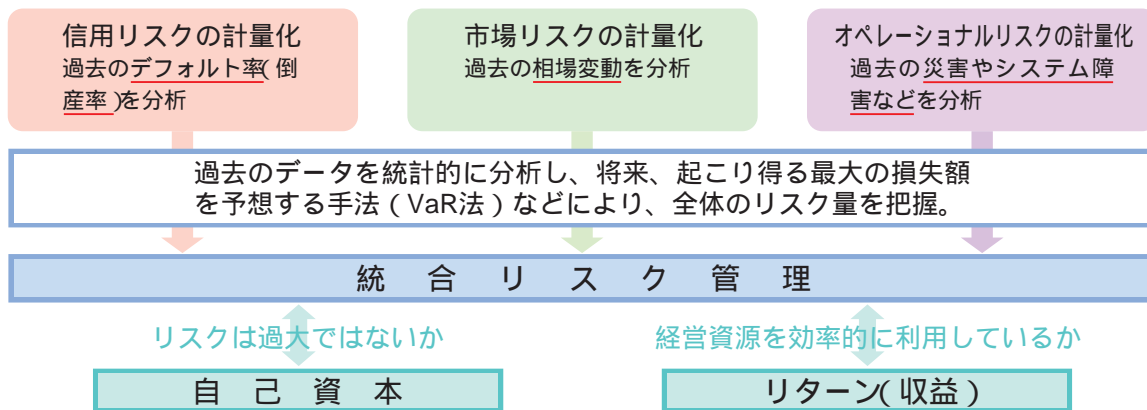 信用リスクの計量化
過去のデフォルト率(倒
産率)を分析
市場リスクの計量化
過去の相場変動を分析
オペレーショナルリスクの計量化
過去の災害やシステム障
害などを分析
過去のデータを統計的に分析し、将来、起こり得る最大の損失額
を予想する手法(VaR法)などにより、全体のリスク量を把握。
統合リスク管理
リスクは過大ではないか
経営資源を効率的に利用しているか
自己資本
リターン(収益)